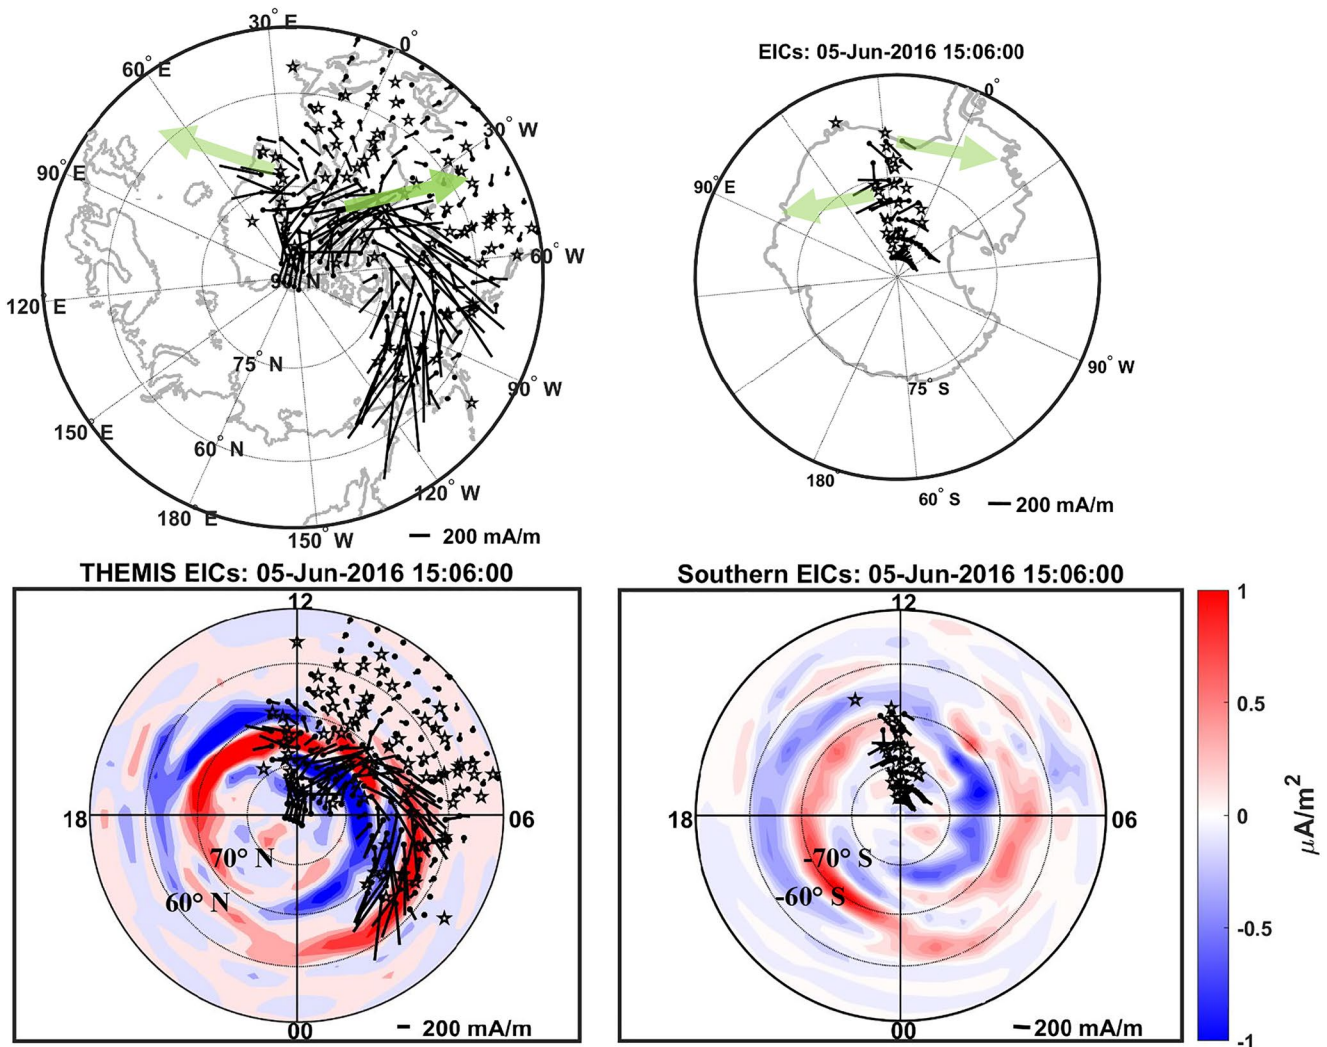 30° E
0°
60° E
30° W
90° E
60° W
90° N
120° E
75° N
90° W
150° E
60° N
120° W
180° E
150° W
200 mA/m
EICs: 05-Jun-2016 15:06:00
0°
90° E
90° W
75° S
180°
60° S
200 mA/m
THEMIS EICs: 05-Jun-2016 15:06:00
12
18
06
70° N
60° N
00
200 mA/m
Southern EICs: 05-Jun-2016 15:06:00
12
18
06
-70° S
-60° S
00
200 mA/m
1
0.5
0
-0.5
-1
μA/m²